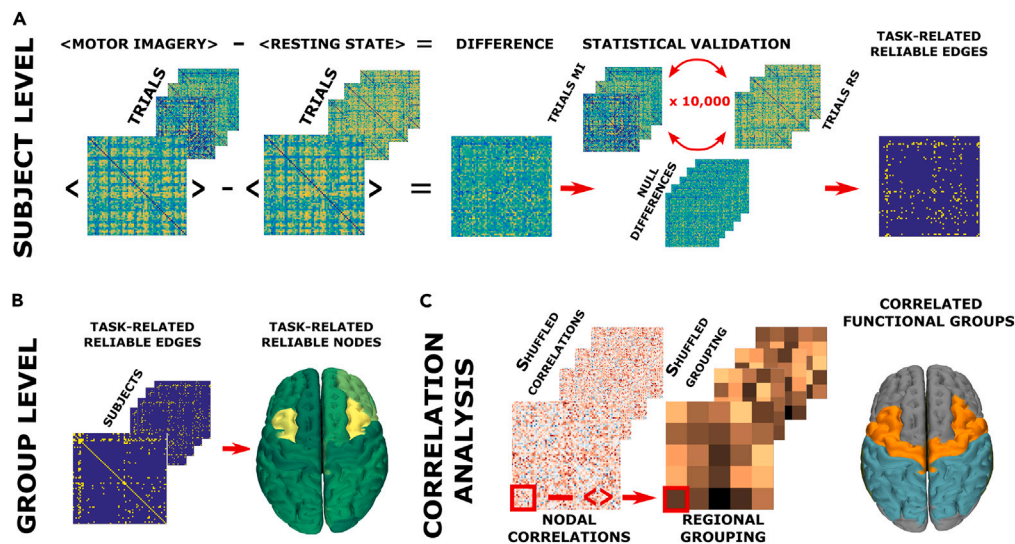 A
SUBJECT LEVEL
<MOTOR IMAGERY> - <RESTING STATE> = DIFFERENCE
STATISTICAL VALIDATION
TASK-RELATED
RELIABLE EDGES
TRIALS
TRIALS
TRIALS MI
x 10,000
TRIALS RS
< > - < > =
NULL
DIFFERENCES
B
GROUP LEVEL
TASK-RELATED
RELIABLE EDGES
TASK-RELATED
RELIABLE NODES
SUBJECTS
C
CORRELATION
ANALYSIS
SHUFFLED
CORRELATIONS
SHUFFLED
GROUPING
<>
NODAL
CORRELATIONS
REGIONAL
GROUPING
CORRELATED
FUNCTIONAL GROUPS